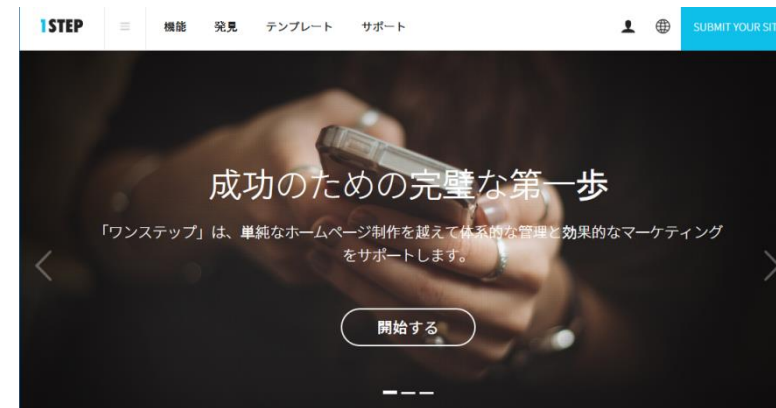 1STEP
機能 発見 テンプレート サポート
SUBMIT YOUR SIT
成功のための完璧な第一歩
「ワンステップ」は、単純なホームページ制作を越えて体系的な管理と効果的なマーケティング
をサポートします。
開始する